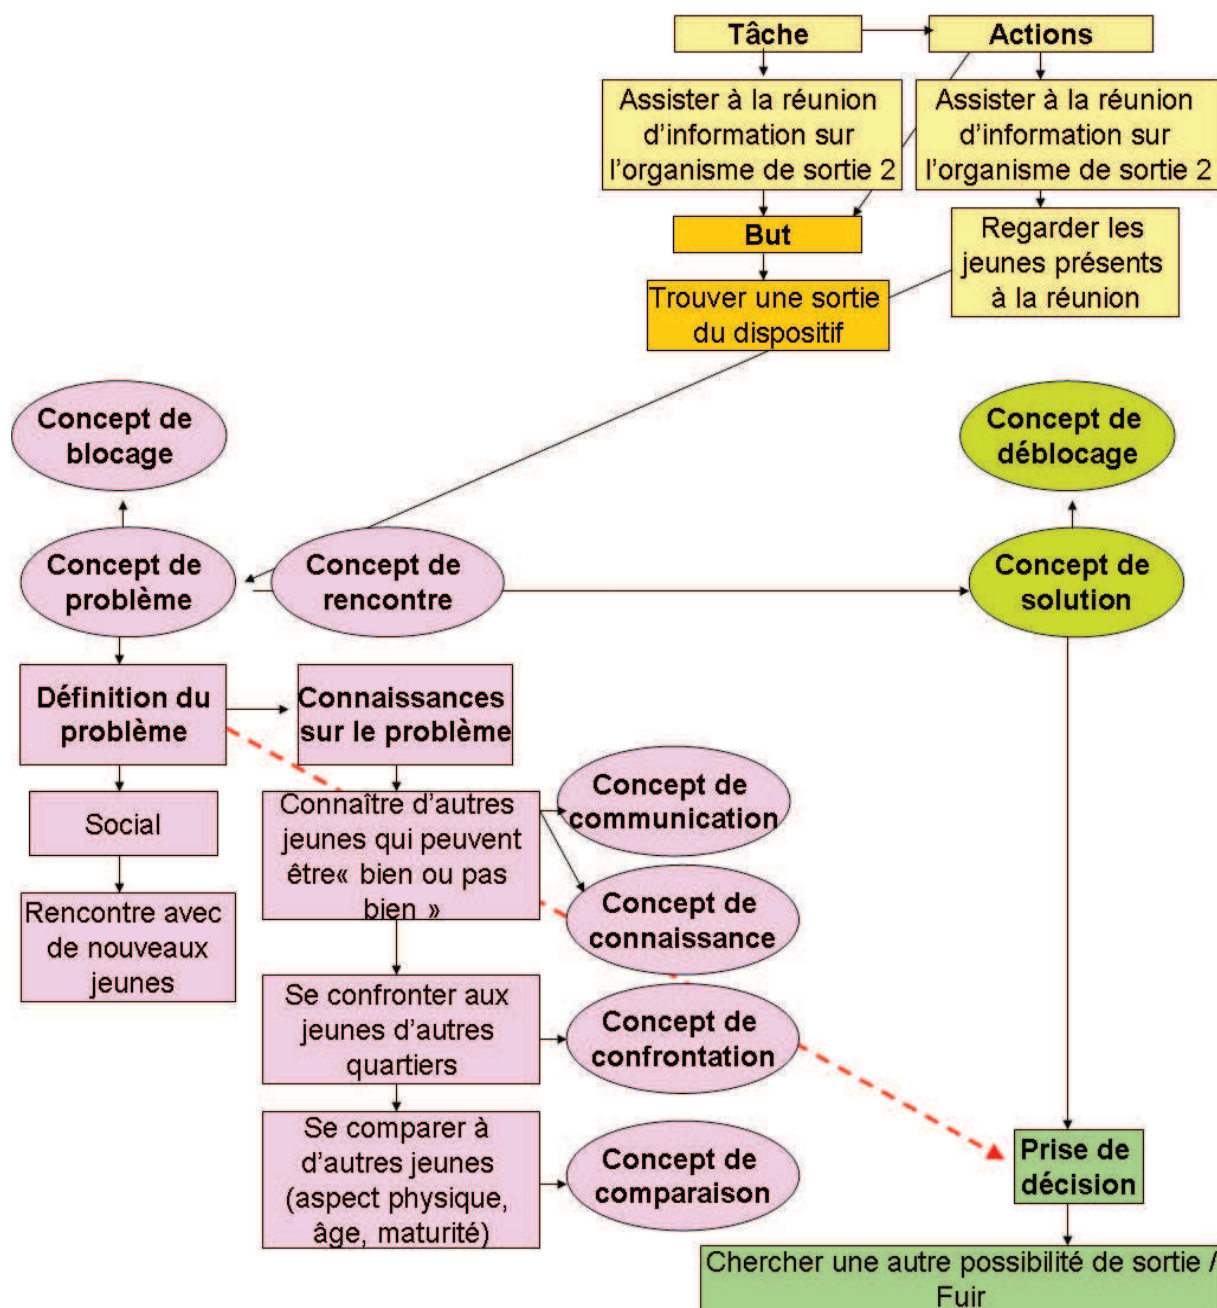 Tâche
Actions
Assister à la réunion
d'information sur
l'organisme de sortie 2
Assister à la réunion
d'information sur
l'organisme de sortie 2
But
Regarder les
jeunes présents
à la réunion
Trouver une sortie
du dispositif
Concept de
blocage
Concept de
déblocage
Concept de
problème
Concept de
rencontre
Concept de
solution
Définition du
problème
Connaissances
sur le problème
Social
Rencontre avec
de nouveaux
jeunes
Connaître d'autres
jeunes qui peuvent
être« bien ou pas
bien »
Concept de
communication
Concept de
connaissance
Se confronter aux
jeunes d'autres
quartiers
Concept de
confrontation
Se comparer à
d'autres jeunes
(aspect physique,
âge, maturité)
Concept de
comparaison
Prise de
décision
Chercher une autre possibilité de sortie /
Fuir